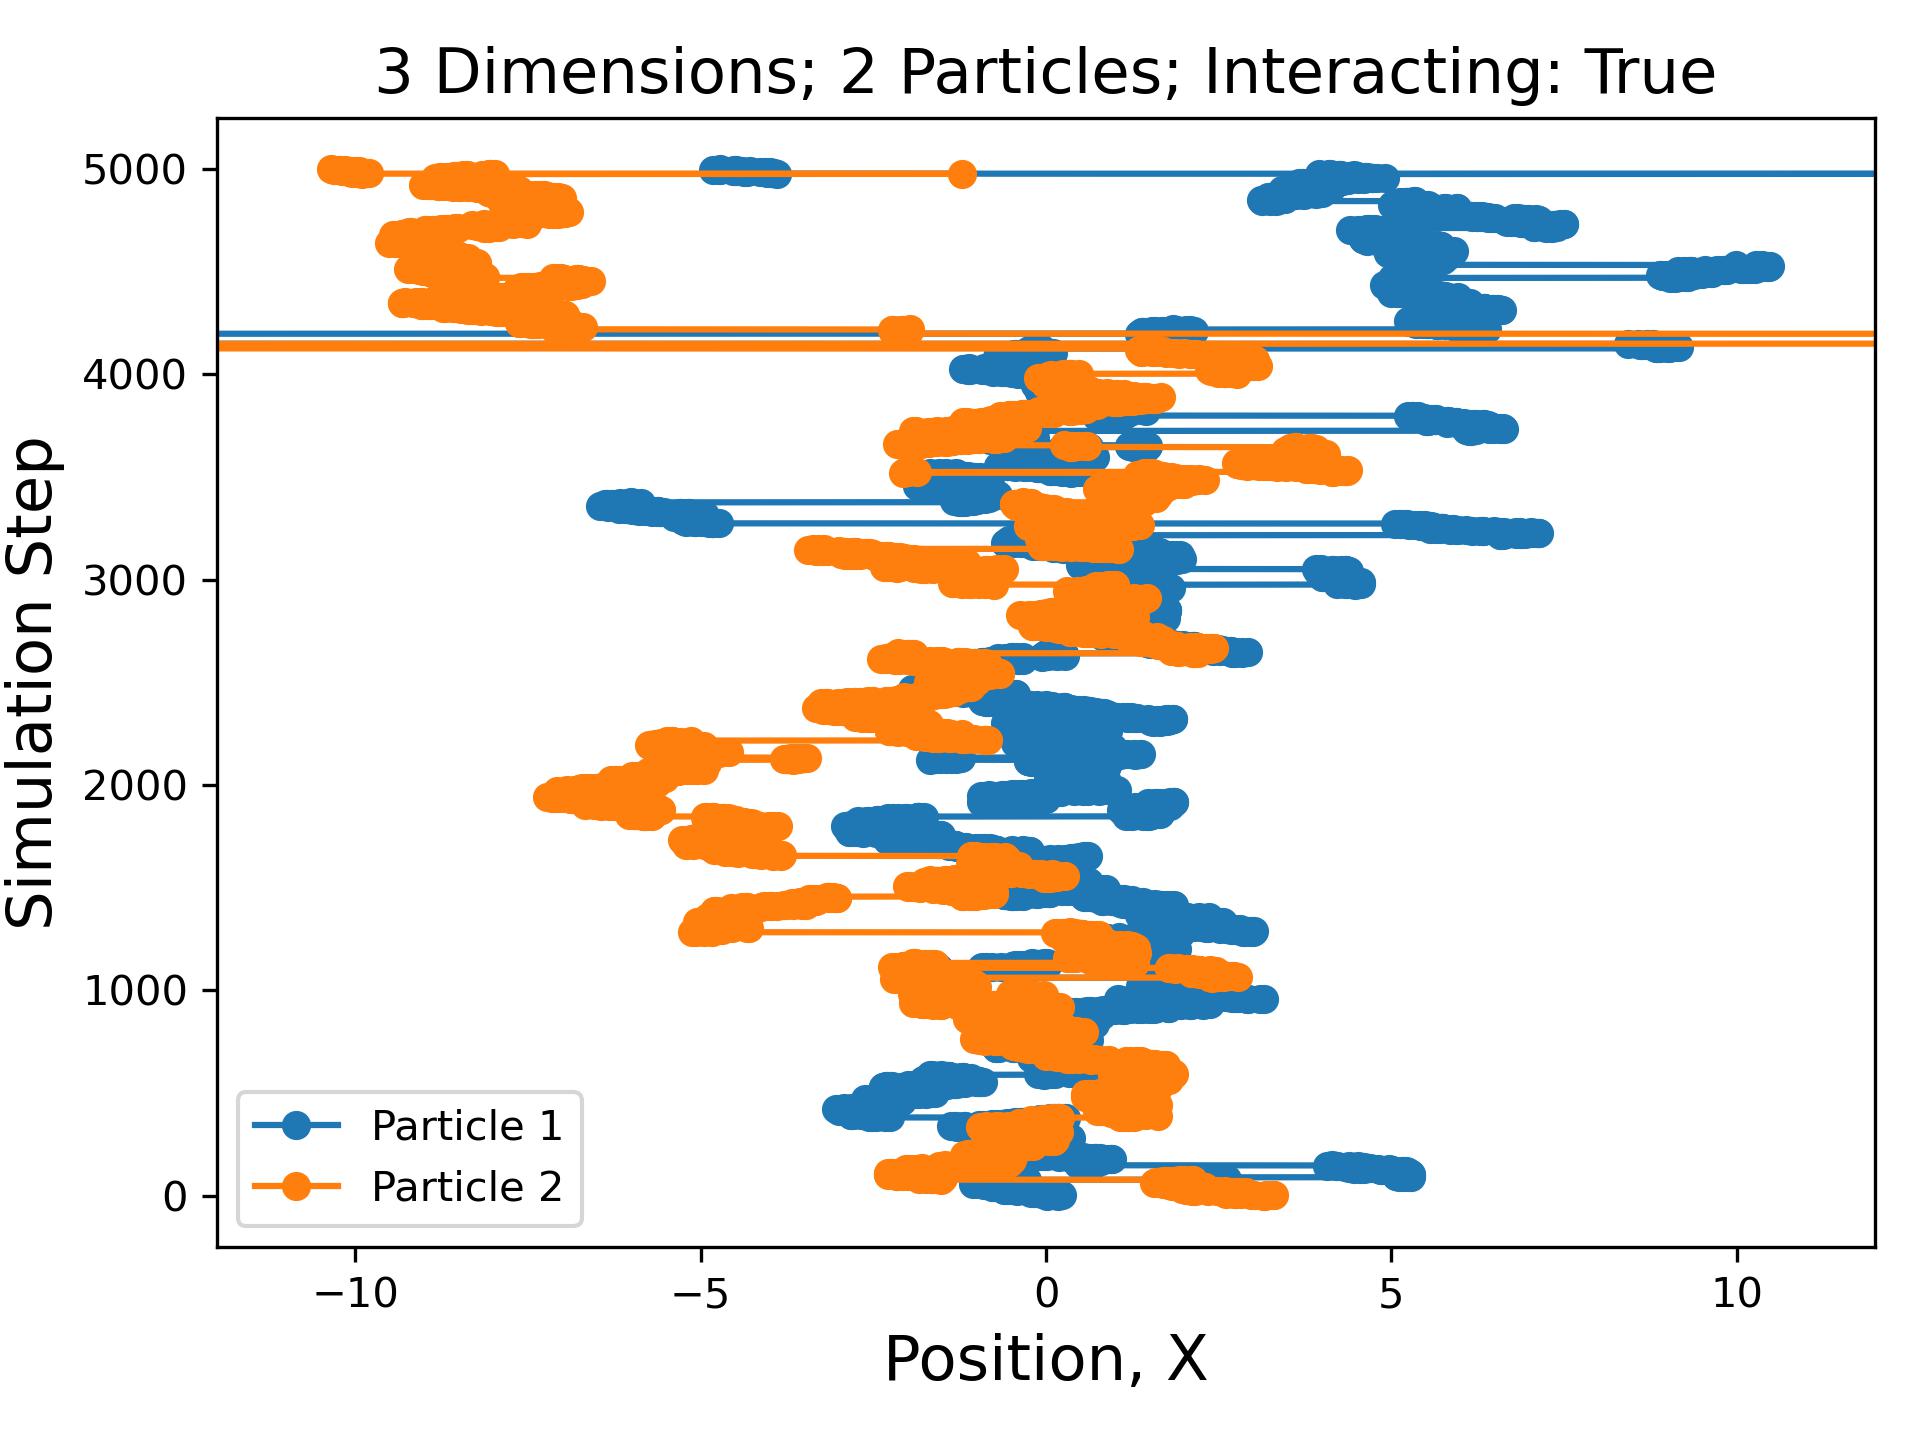 3 Dimensions; 2 Particles; Interacting: True
Simulation Step
5000
4000
3000
2000
1000
0
Particle 1
Particle 2
−10
−5
0
5
10
Position, X